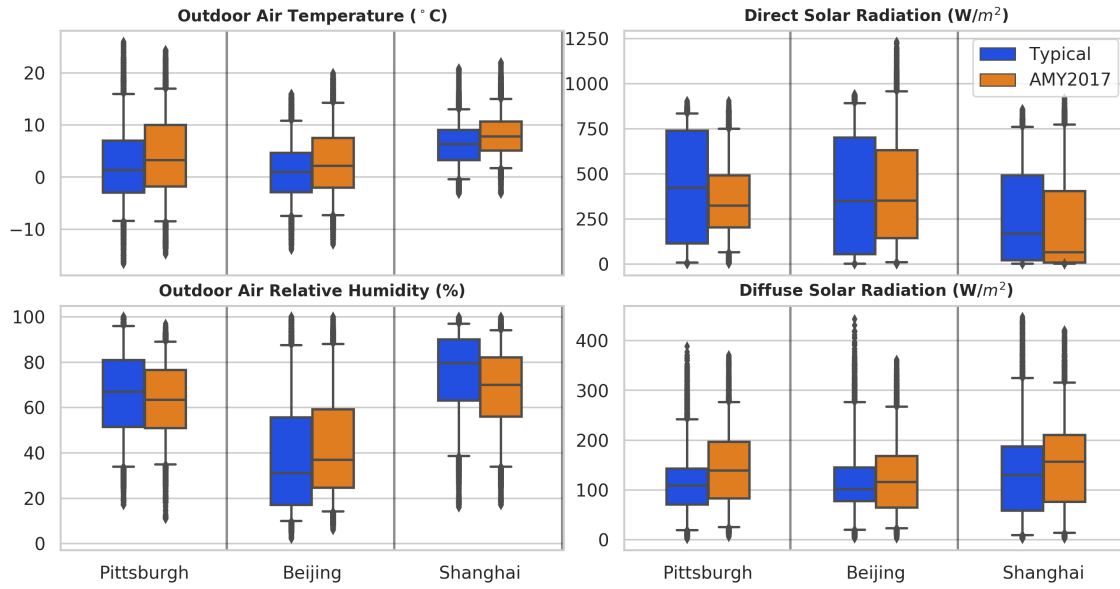 Outdoor Air Temperature (°C)
20
10
0
−10
Direct Solar Radiation (W/m²)
1250
1000
750
500
250
0
Typical
AMY2017
Outdoor Air Relative Humidity (%)
100
80
60
40
20
0
Pittsburgh Beijing Shanghai
Diffuse Solar Radiation (W/m²)
400
300
200
100
0
Pittsburgh Beijing Shanghai